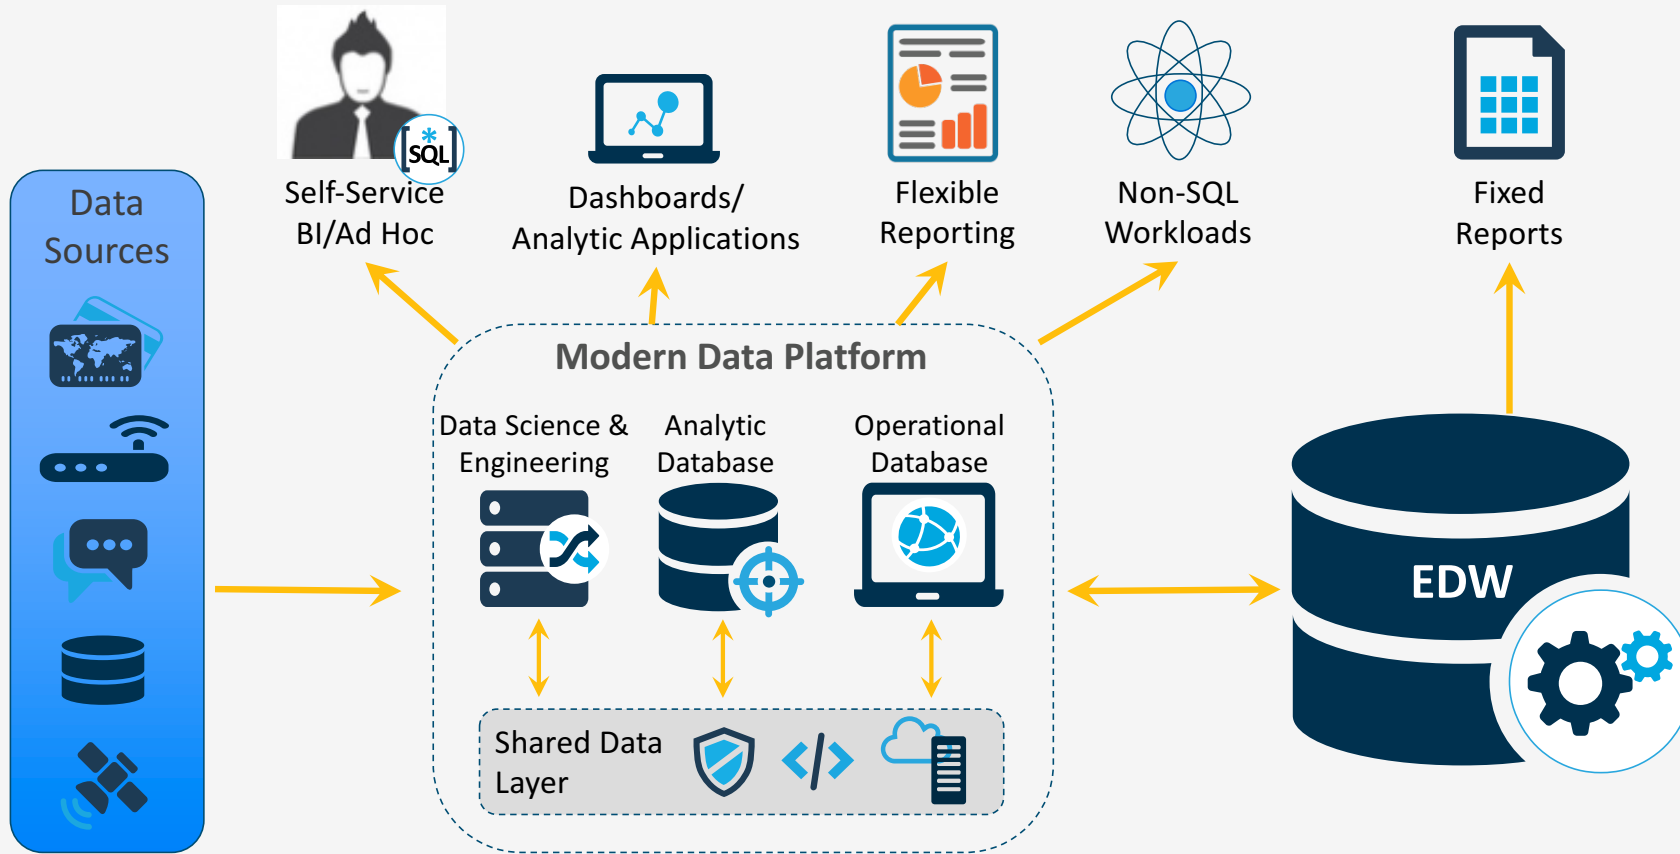 Data
Sources
[*SQL]
Self-Service
BI/Ad Hoc
Dashboards/
Analytic Applications
Flexible
Reporting
Non-SQL
Workloads
Fixed
Reports
Modern Data Platform
Data Science &
Engineering
Analytic
Database
Operational
Database
Shared Data
Layer
</>
EDW